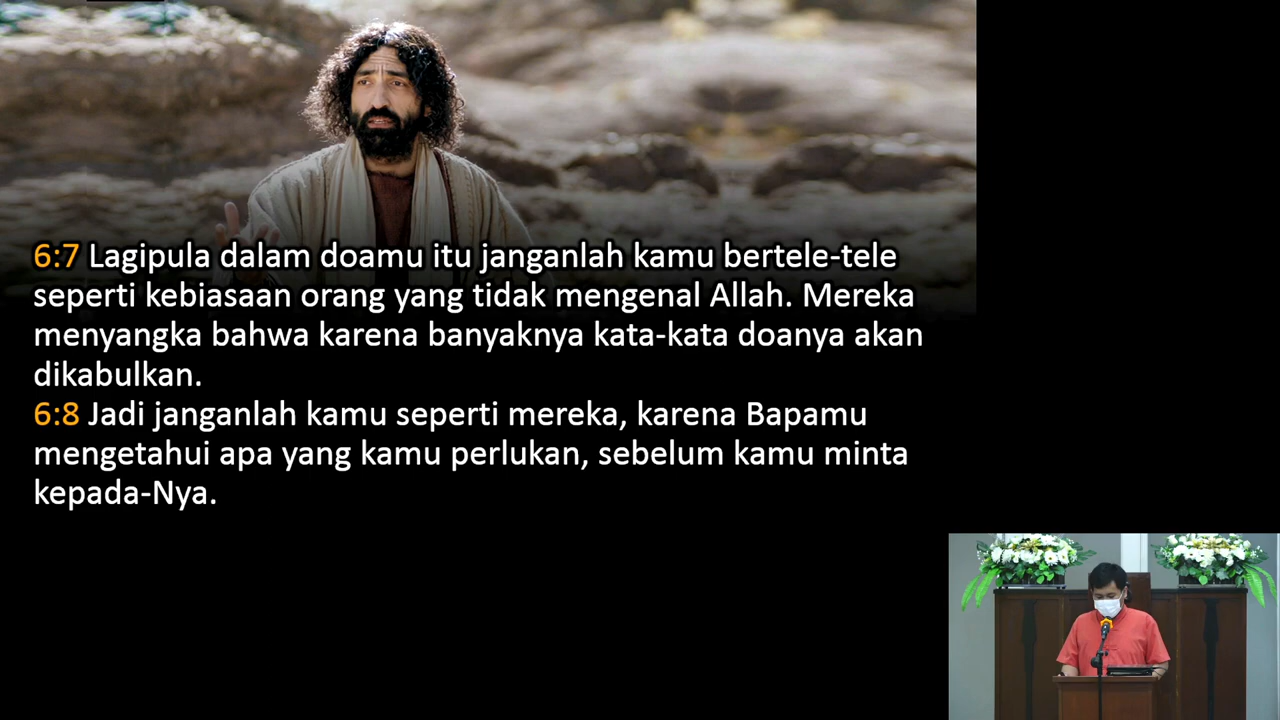 6:7 Lagipula dalam doamu itu janganlah kamu bertele-tele
seperti kebiasaan orang yang tidak mengenal Allah. Mereka
menyangka bahwa karena banyaknya kata-kata doanya akan
dikabulkan.
6:8 Jadi janganlah kamu seperti mereka, karena Bapamu
mengetahui apa yang kamu perlukan, sebelum kamu minta
kepada-Nya.